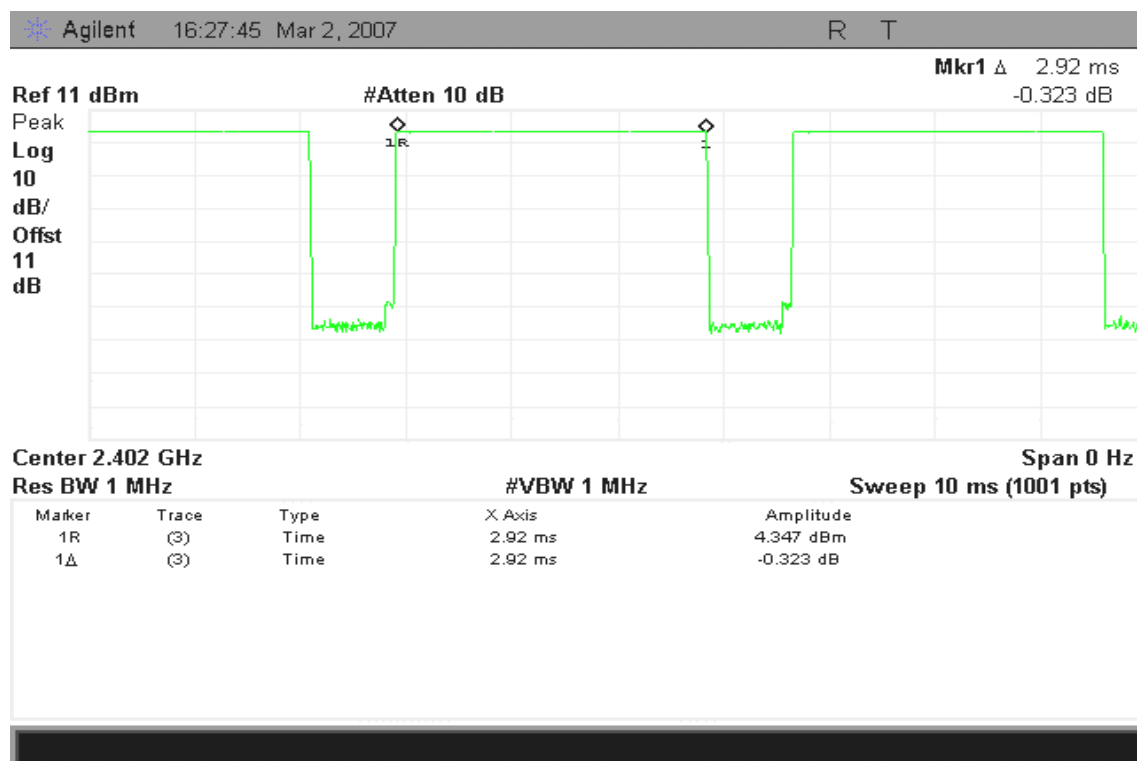 Agilent 16:27:45 Mar 2, 2007 R T
Mkr1 Δ 2.92 ms
Ref 11 dBm #Atten 10 dB -0.323 dB
Peak
Log
10
dB/
Offst
11
dB
1R 1
Center 2.402 GHz Span 0 Hz
Res BW 1 MHz #VBW 1 MHz Sweep 10 ms (1001 pts)
Marker Trace Type X Axis Amplitude
1R (3) Time 2.92 ms 4.347 dBm
1Δ (3) Time 2.92 ms -0.323 dB